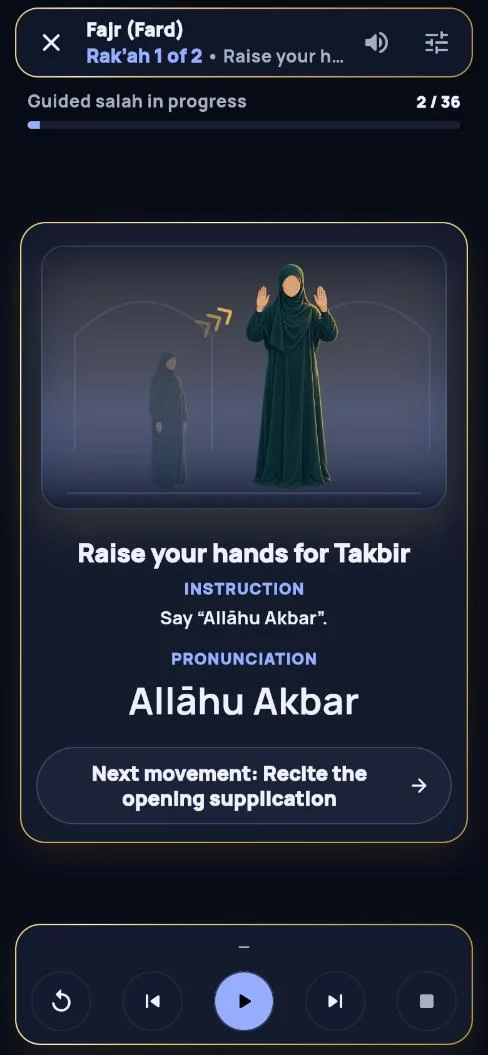 Fajr (Fard)
Rak’ah 1 of 2 • Raise your h...
Guided salah in progress
2 / 36
Raise your hands for Takbir
INSTRUCTION
Say “Allāhu Akbar”.
PRONUNCIATION
Allāhu Akbar
Next movement: Recite the
opening supplication
–